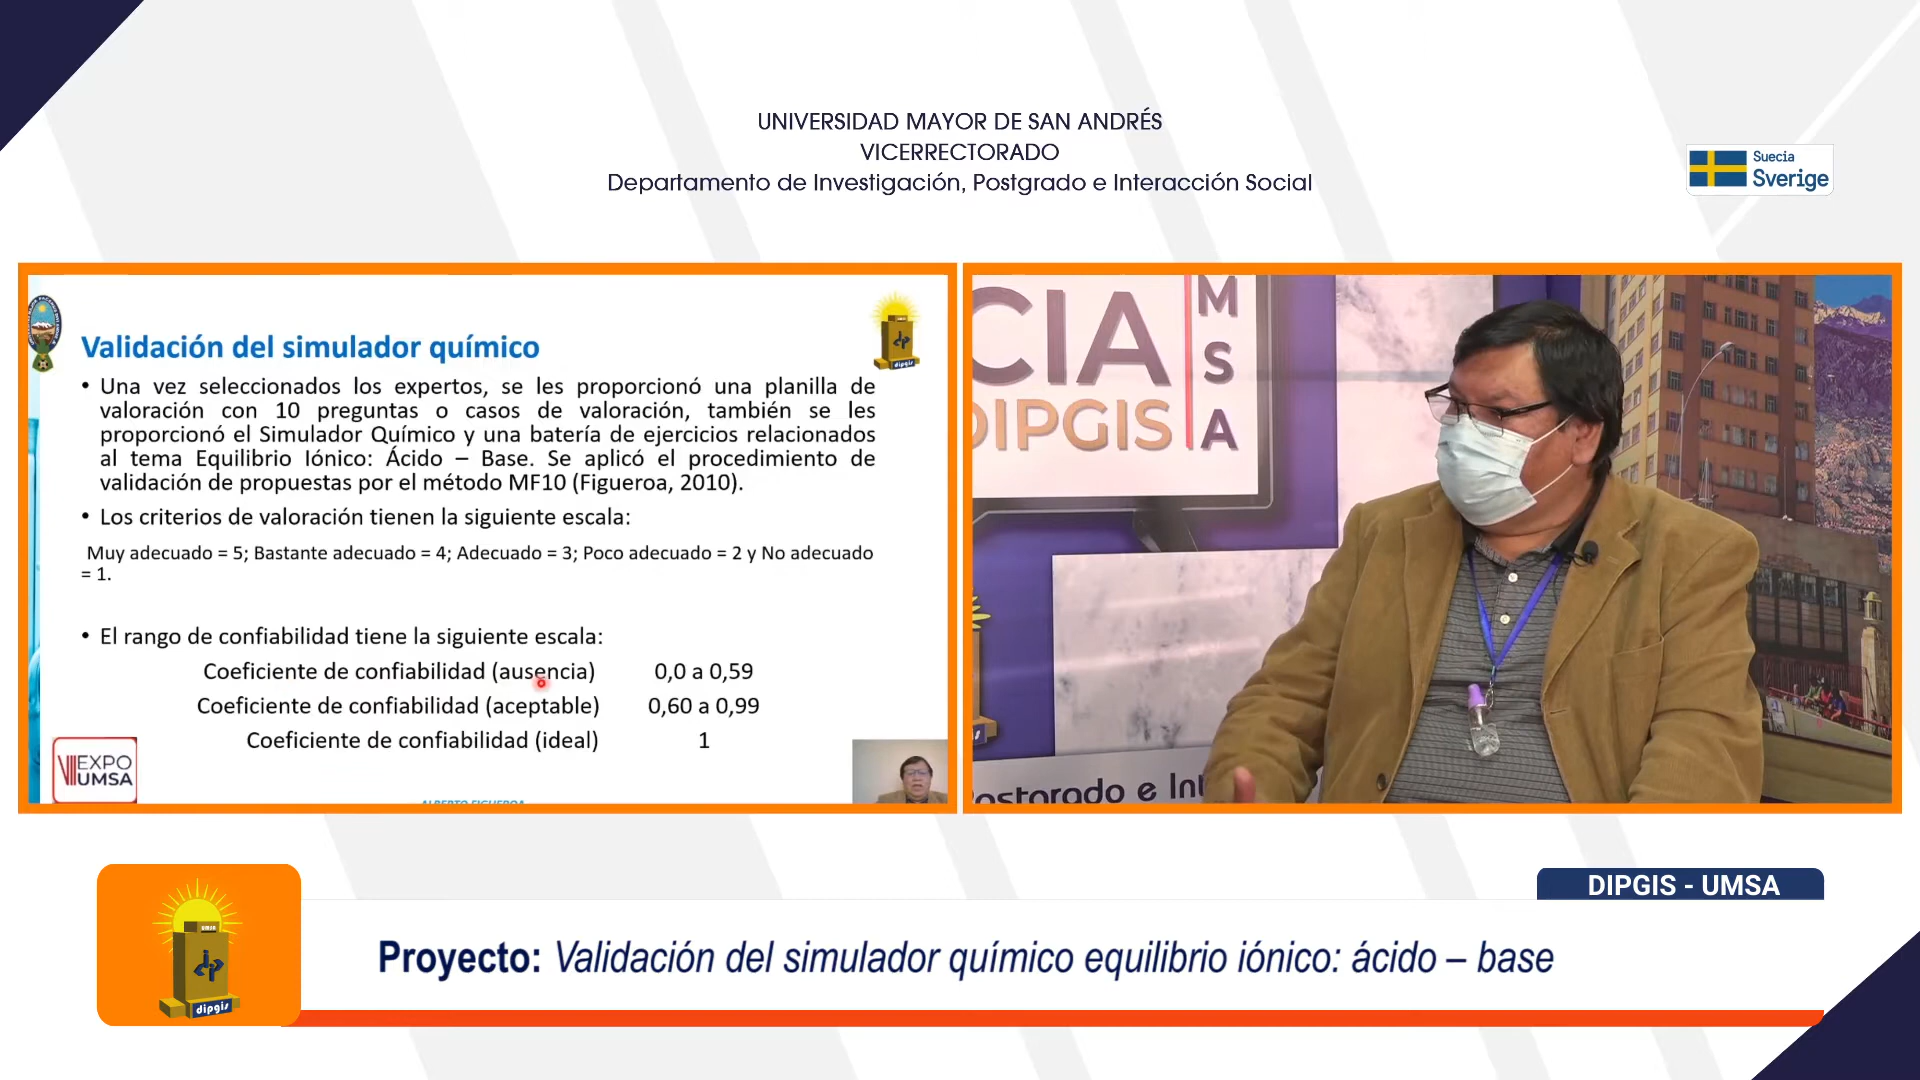 UNIVERSIDAD MAYOR DE SAN ANDRÉS
VICERRECTORADO
Departamento de Investigación, Postgrado e Interacción Social
Suecia
Sverige
Validación del simulador químico
• Una vez seleccionados los expertos, se les proporcionó una planilla de
valoración con 10 preguntas o casos de valoración, también se les
proporcionó el Simulador Químico y una batería de ejercicios relacionados
al tema Equilibrio Iónico: Ácido – Base. Se aplicó el procedimiento de
validación de propuestas por el método MF10 (Figueroa, 2010).
• Los criterios de valoración tienen la siguiente escala:
Muy adecuado = 5; Bastante adecuado = 4; Adecuado = 3; Poco adecuado = 2 y No adecuado
= 1.
• El rango de confiabilidad tiene la siguiente escala:
Coeficiente de confiabilidad (ausencia) 0,0 a 0,59
Coeficiente de confiabilidad (aceptable) 0,60 a 0,99
Coeficiente de confiabilidad (ideal) 1
VII EXPO
UMSA
ALBERTO FIGUEROA
CIA
DIPGIS
MSA
ostgrado e Int
DIPGIS - UMSA
Proyecto: Validación del simulador químico equilibrio iónico: ácido – base
UMSA
dipgis